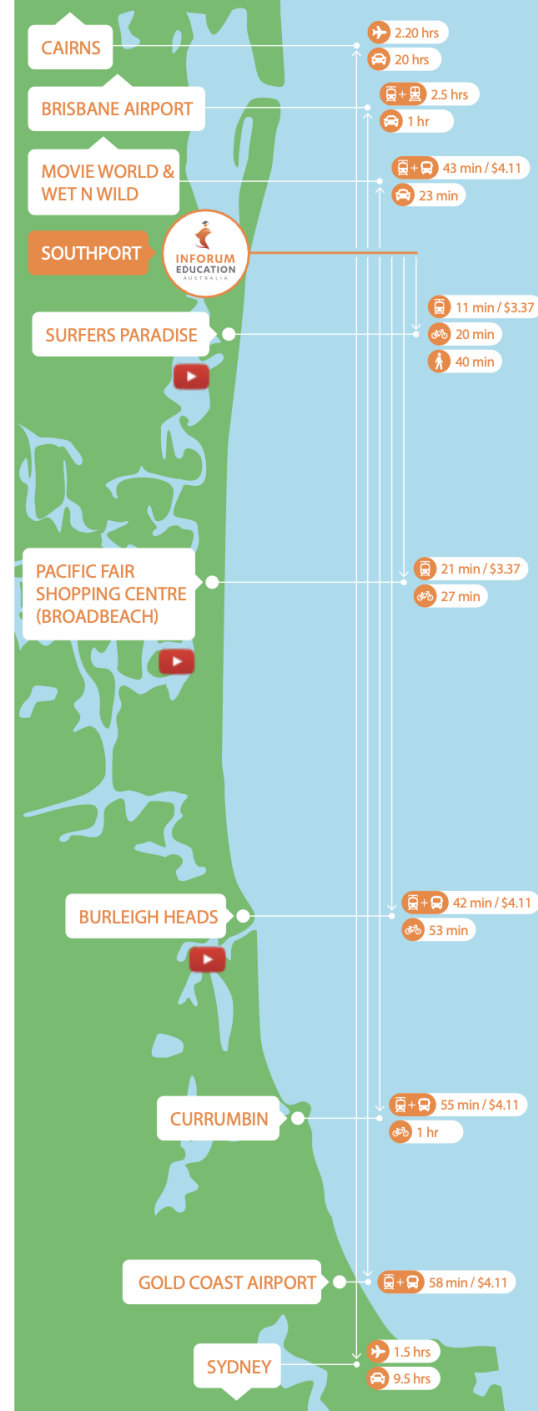 CAIRNS
2.20 hrs
20 hrs
BRISBANE AIRPORT
+
2.5 hrs
1 hr
MOVIE WORLD &
WET N WILD
+
43 min / $4.11
23 min
SOUTHPORT
INFORUM
EDUCATION
AUSTRALIA
SURFERS PARADISE
11 min / $3.37
20 min
40 min
PACIFIC FAIR
SHOPPING CENTRE
(BROADBEACH)
21 min / $3.37
27 min
BURLEIGH HEADS
+
42 min / $4.11
53 min
CURRUMBIN
+
55 min / $4.11
1 hr
GOLD COAST AIRPORT
+
58 min / $4.11
SYDNEY
1.5 hrs
9.5 hrs